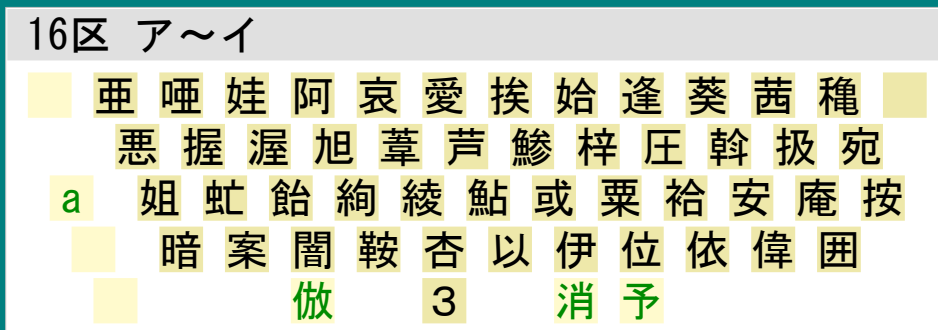 16区 ア～イ
亜 唖 娃 阿 哀 愛 挨 姶 逢 葵 茜 穐
悪 握 渥 旭 葦 芦 鯵 梓 圧 斡 扱 宛
a 姐 虻 飴 絢 綾 鮎 或 粟 袷 安 庵 按
暗 案 闇 鞍 杏 以 伊 位 依 偉 囲
倣 3 消 予